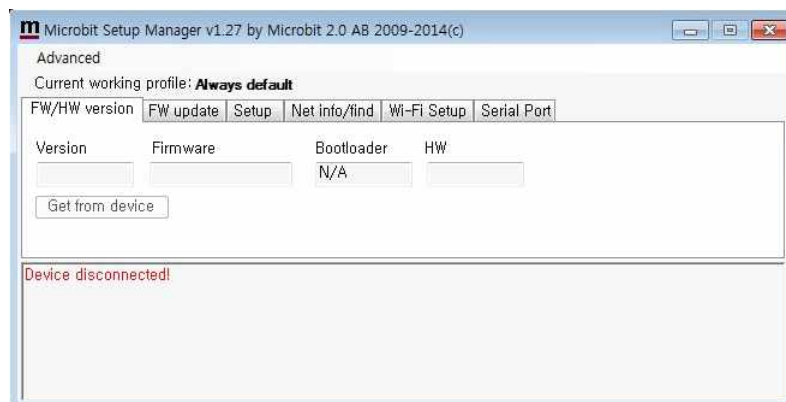 m Microbit Setup Manager v1.27 by Microbit 2.0 AB 2009-2014(c)
Advanced
Current working profile: Always default
FW/HW version FW update Setup Net info/find Wi-Fi Setup Serial Port
Version Firmware Bootloader HW
N/A
Get from device
Device disconnected!